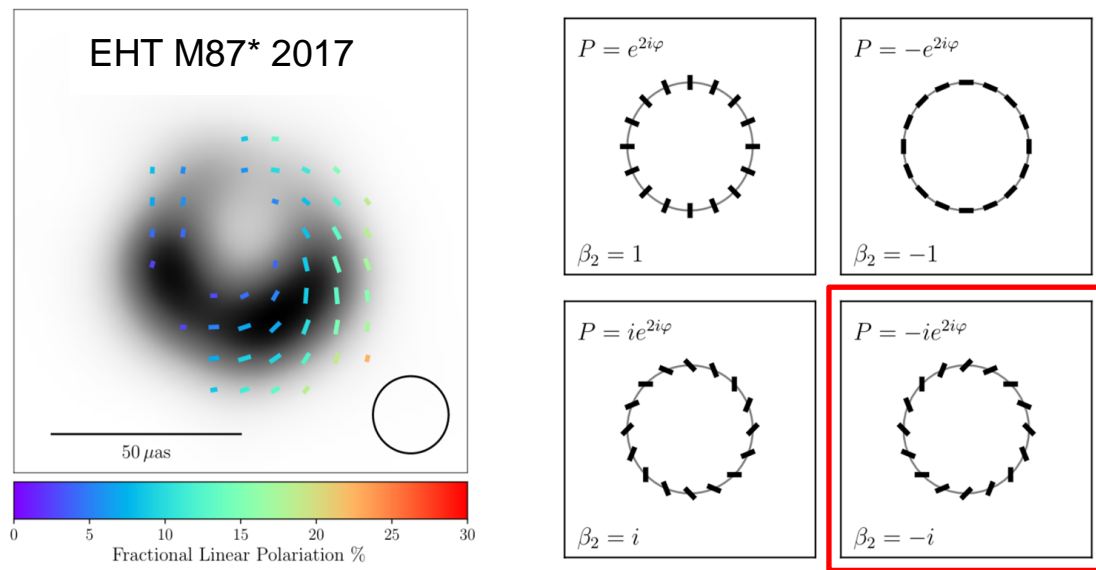 EHT M87* 2017
50 μas
0 5 10 15 20 25 30
Fractional Linear Polariation %
P = e^{2iφ}
β₂ = 1
P = −e^{2iφ}
β₂ = −1
P = ie^{2iφ}
β₂ = i
P = −ie^{2iφ}
β₂ = −i